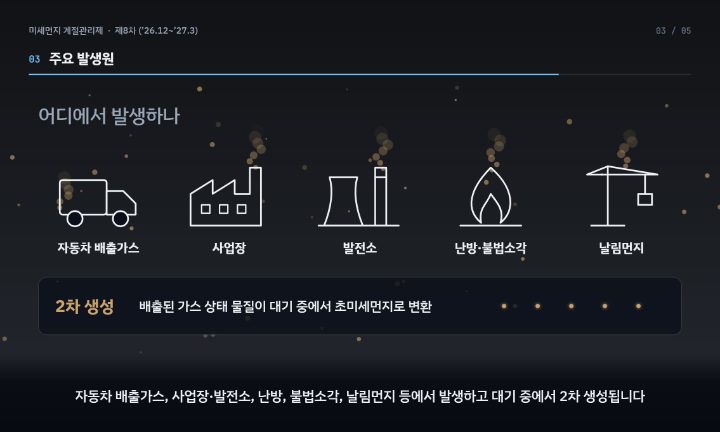 미세먼지 계절관리제 · 제8차 ('26.12~'27.3)
03 / 05
03 주요 발생원
어디에서 발생하나
자동차 배출가스
사업장
발전소
난방·불법소각
날림먼지
2차 생성
배출된 가스 상태 물질이 대기 중에서 초미세먼지로 변환
자동차 배출가스, 사업장·발전소, 난방, 불법소각, 날림먼지 등에서 발생하고 대기 중에서 2차 생성됩니다